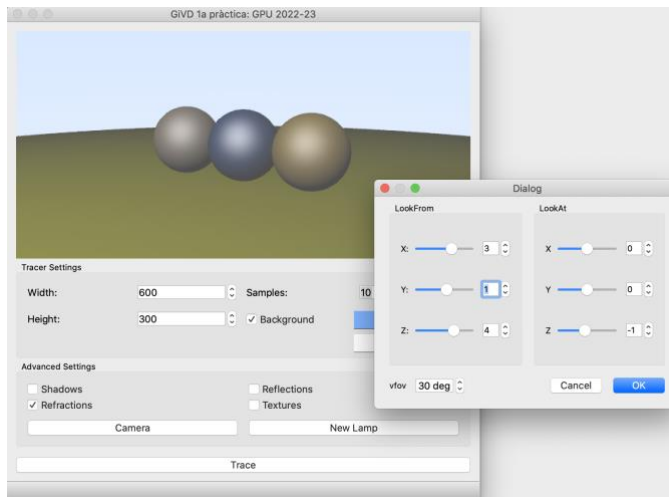 GiVD 1a pràctica: GPU 2022-23
Dialog
LookFrom
LookAt
X: 3
X 0
Y: 1
Y 0
Z: 4
Z -1
vfov 30 deg
Cancel
OK
Tracer Settings
Width: 600
Samples: 10
Height: 300
Background
Advanced Settings
Shadows
Reflections
Refractions
Textures
Camera
New Lamp
Trace